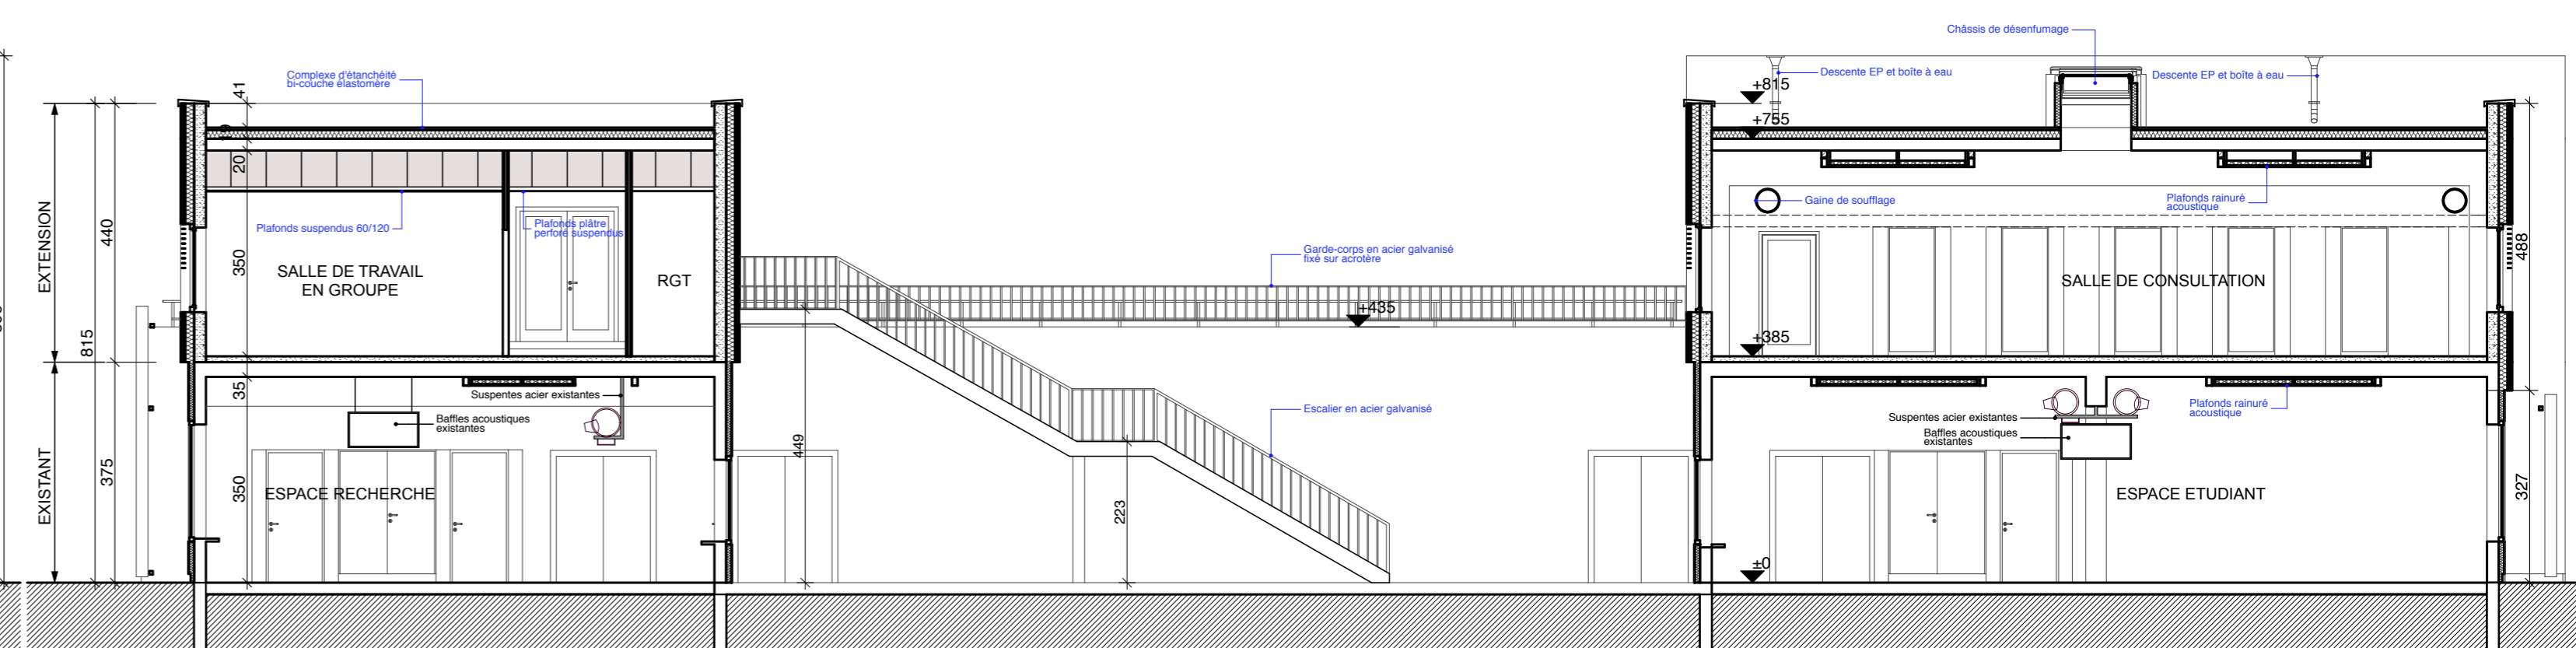 Châssis de désenfumage
Complexe d'étanchéité
bi-couche élastomère
Descente EP et boîte à eau
Descente EP et boîte à eau
41
+815
+755
20
Plafonds suspendus 60/120
Plafonds plâtre
perforé suspendus
Gaine de soufflage
Plafonds rainuré
acoustique
EXTENSION
440
350
488
SALLE DE TRAVAIL
EN GROUPE
RGT
Garde-corps en acier galvanisé
fixé sur acrotère
SALLE DE CONSULTATION
+435
815
+385
35
Suspentes acier existantes
Baffles acoustiques
existantes
Escalier en acier galvanisé
Suspentes acier existantes
Baffles acoustiques
existantes
Plafonds rainuré
acoustique
EXISTANT
375
350
449
223
327
ESPACE RECHERCHE
ESPACE ETUDIANT
±0